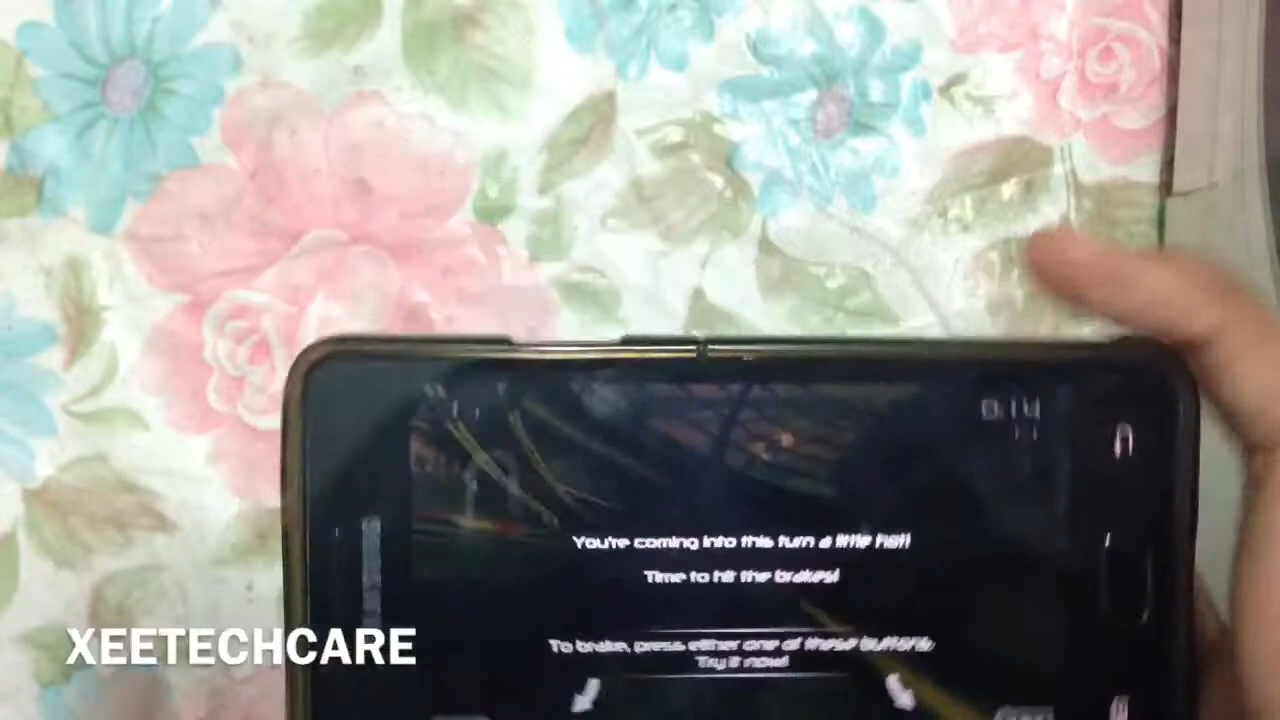 0:14
You're coming into this turn a little hot!
Time to hit the brakes!
To brake, press either one of these buttons.
Try it now!
XEETECHCARE